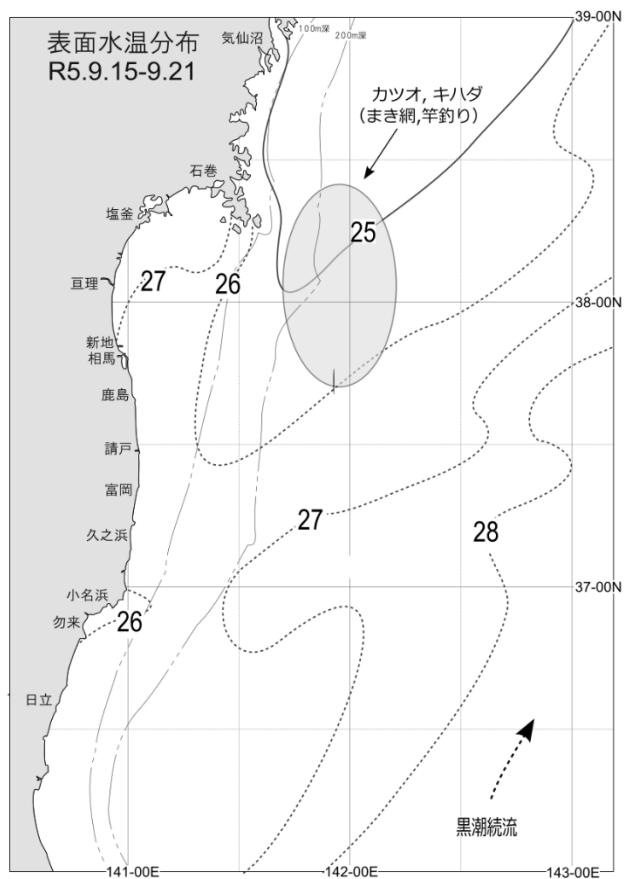 表面水温分布
R5.9.15-9.21
39-00N
100m深
200m深
気仙沼
カツオ, キハダ
(まき網,竿釣り)
石巻
塩釜
25
27
26
亘理
38-00N
新地
相馬
鹿島
請戸
富岡
27
28
久之浜
37-00N
小名浜
26
勿来
日立
黒潮続流
141-00E
142-00E
143-00E